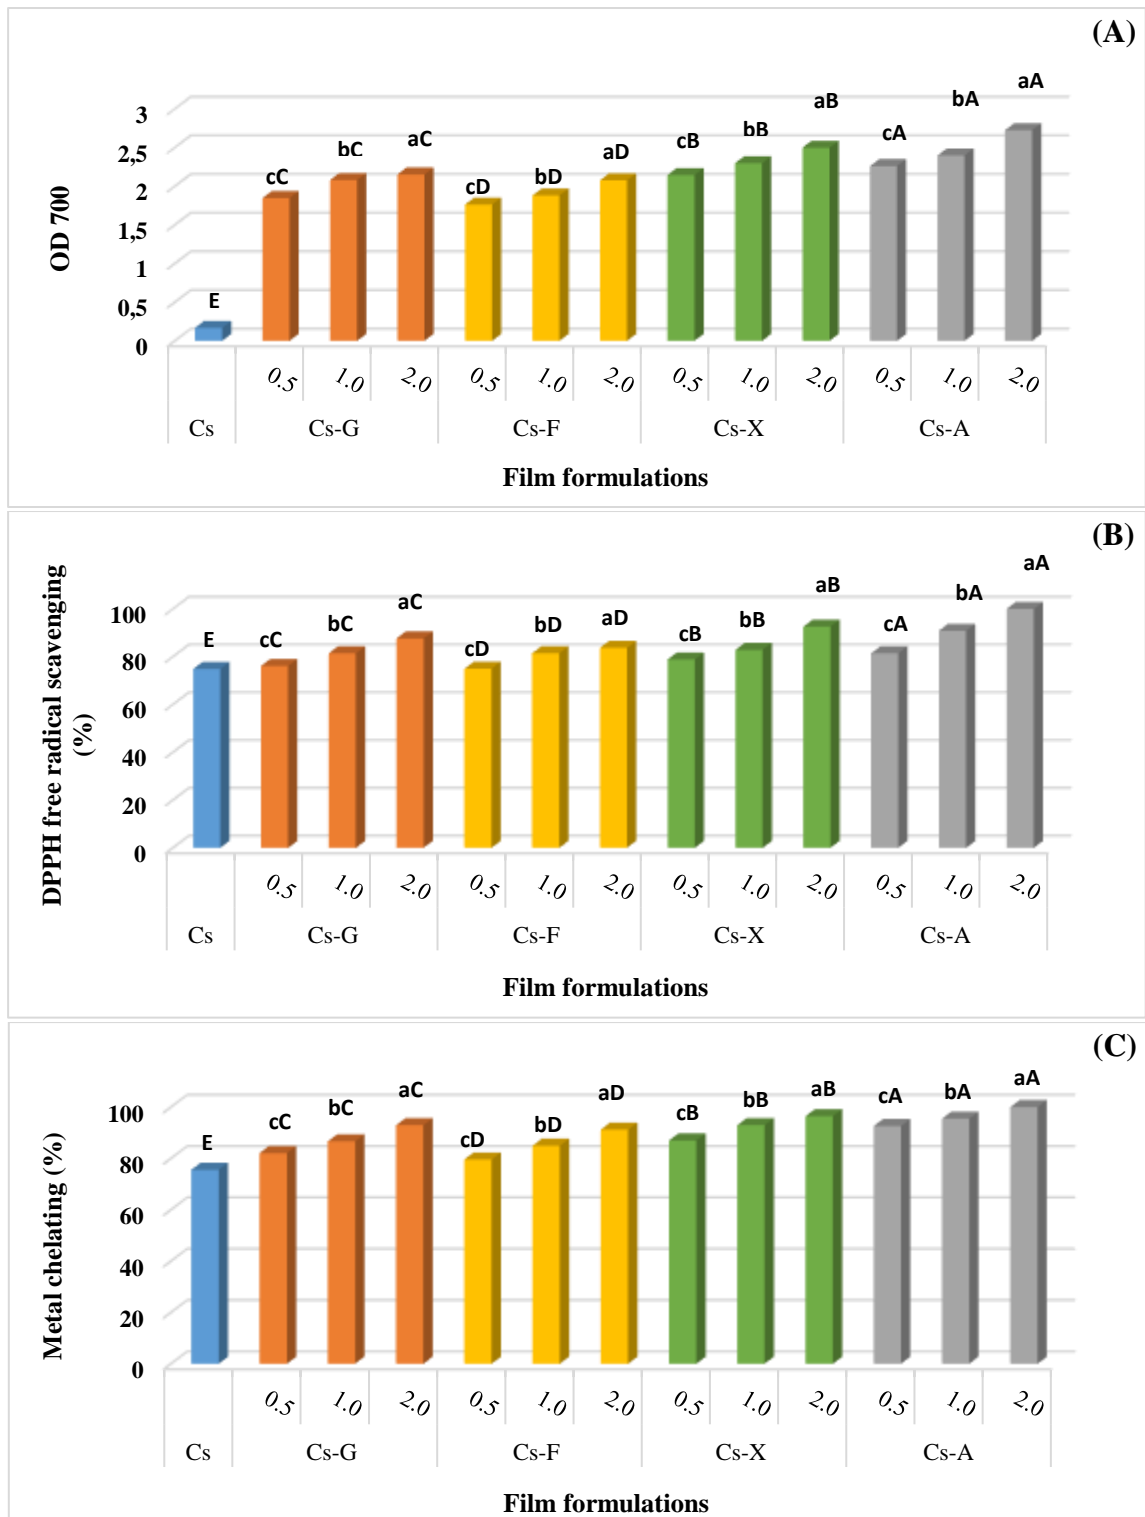 (A)
3
2,5
2
1,5
1
0,5
0
OD 700
E
cC
bC
aC
cD
bD
aD
cB
bB
aB
cA
bA
aA
0.5 1.0 2.0 0.5 1.0 2.0 0.5 1.0 2.0 0.5 1.0 2.0
Cs Cs-G Cs-F Cs-X Cs-A
Film formulations
(B)
100
80
60
40
20
0
DPPH free radical scavenging
(%)
E
cC
bC
aC
cD
bD
aD
cB
bB
aB
cA
bA
aA
0.5 1.0 2.0 0.5 1.0 2.0 0.5 1.0 2.0 0.5 1.0 2.0
Cs Cs-G Cs-F Cs-X Cs-A
Film formulations
(C)
100
80
60
40
20
0
Metal chelating (%)
E
cC
bC
aC
cD
bD
aD
cB
bB
aB
cA
bA
aA
0.5 1.0 2.0 0.5 1.0 2.0 0.5 1.0 2.0 0.5 1.0 2.0
Cs Cs-G Cs-F Cs-X Cs-A
Film formulations